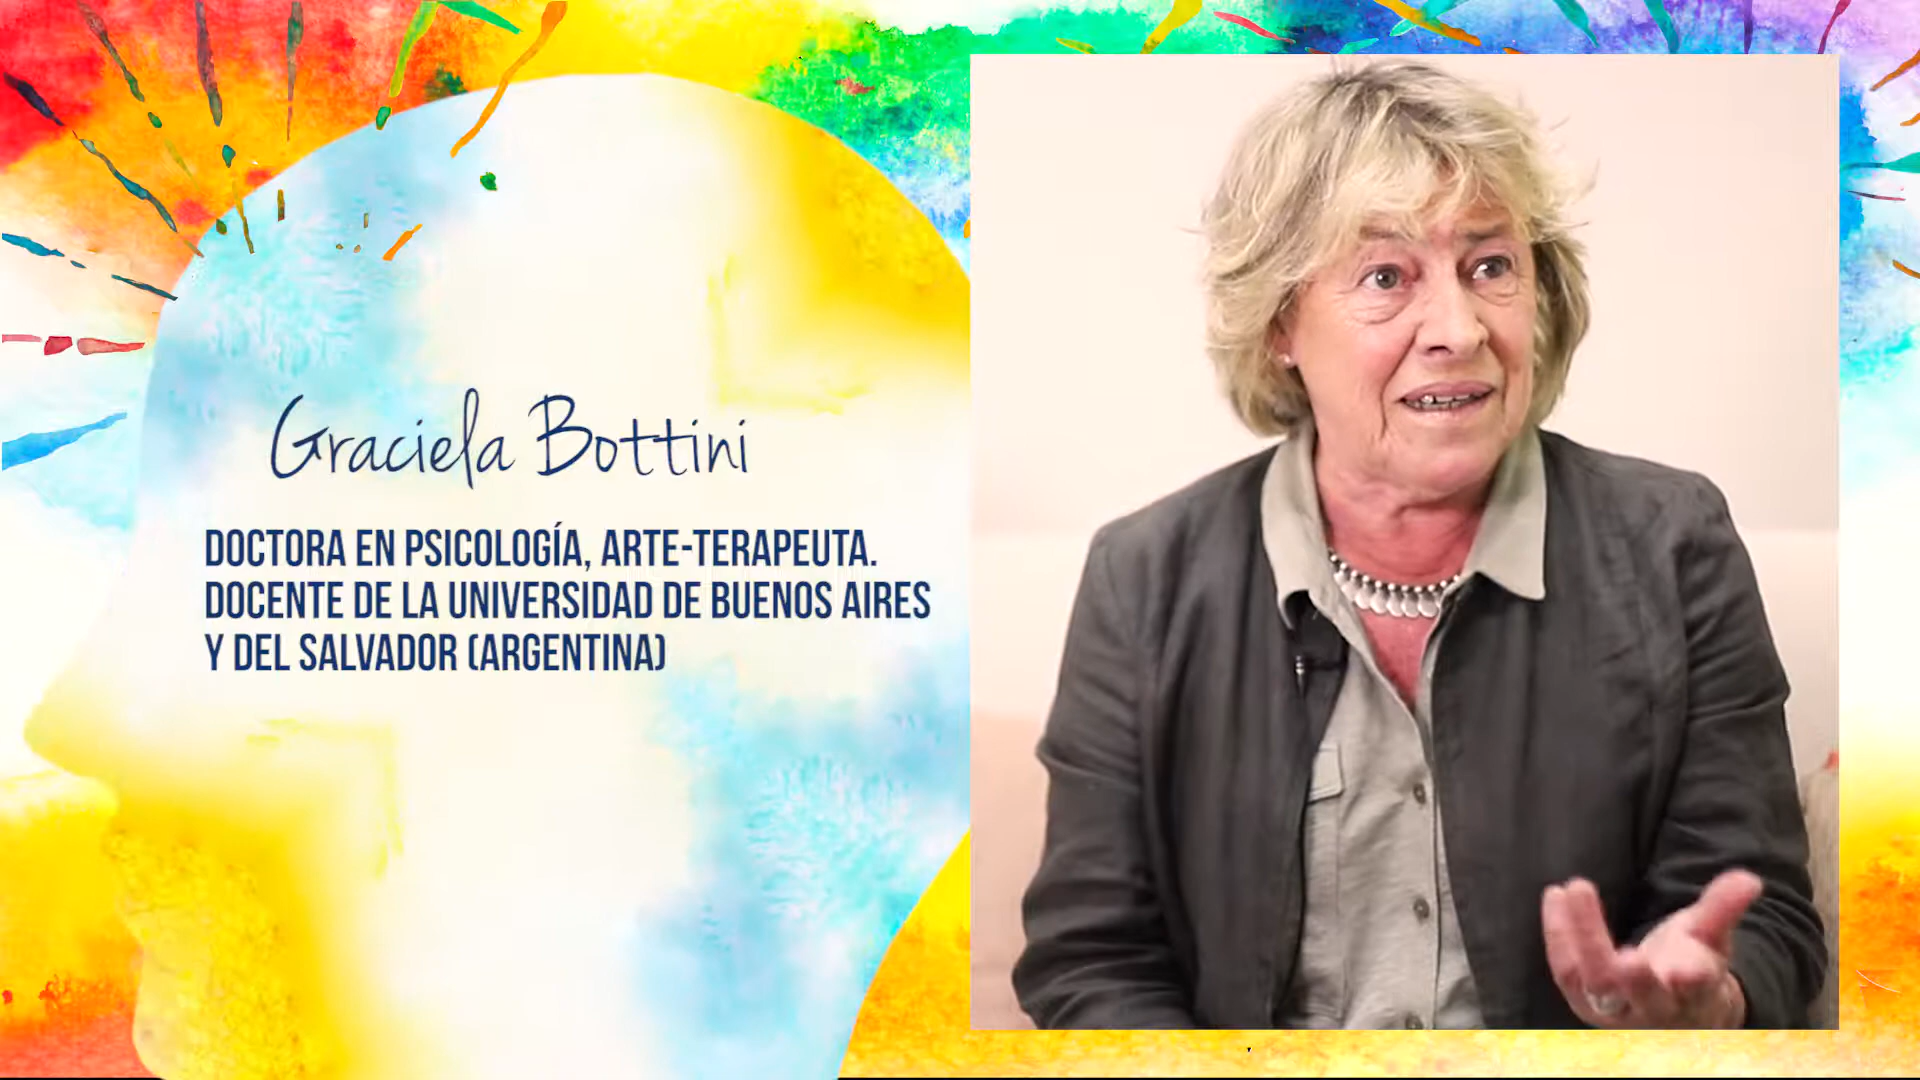 Graciela Bottini
DOCTORA EN PSICOLOGÍA, ARTE-TERAPEUTA.
DOCENTE DE LA UNIVERSIDAD DE BUENOS AIRES
Y DEL SALVADOR (ARGENTINA)